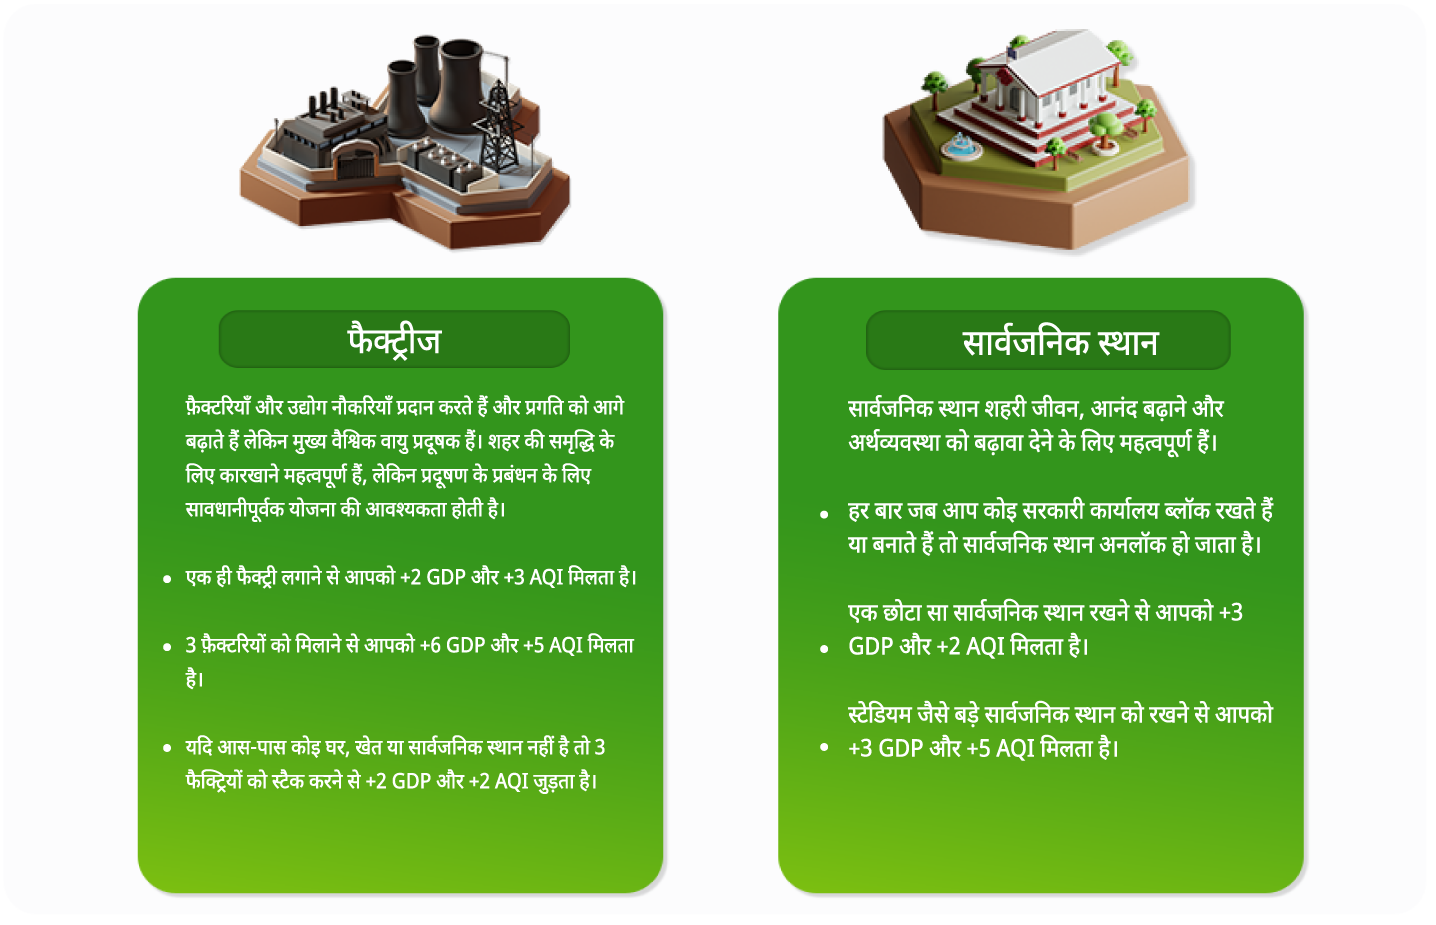 फैक्ट्रीज
फ़ैक्टरियाँ और उद्योग नौकरियाँ प्रदान करते हैं और प्रगति को आगे
बढ़ाते हैं लेकिन मुख्य वैश्विक वायु प्रदूषक हैं। शहर की समृद्धि के
लिए कारखाने महत्वपूर्ण हैं, लेकिन प्रदूषण के प्रबंधन के लिए
सावधानीपूर्वक योजना की आवश्यकता होती है।
• एक ही फैक्ट्री लगाने से आपको +2 GDP और +3 AQI मिलता है।
• 3 फ़ैक्टरियों को मिलाने से आपको +6 GDP और +5 AQI मिलता
है।
• यदि आस-पास कोइ घर, खेत या सार्वजनिक स्थान नहीं है तो 3
फैक्ट्रियों को स्टैक करने से +2 GDP और +2 AQI जुड़ता है।
सार्वजनिक स्थान
सार्वजनिक स्थान शहरी जीवन, आनंद बढ़ाने और
अर्थव्यवस्था को बढ़ावा देने के लिए महत्वपूर्ण हैं।
• हर बार जब आप कोइ सरकारी कार्यालय ब्लॉक रखते हैं
या बनाते हैं तो सार्वजनिक स्थान अनलॉक हो जाता है।
एक छोटा सा सार्वजनिक स्थान रखने से आपको +3
• GDP और +2 AQI मिलता है।
स्टेडियम जैसे बड़े सार्वजनिक स्थान को रखने से आपको
• +3 GDP और +5 AQI मिलता है।